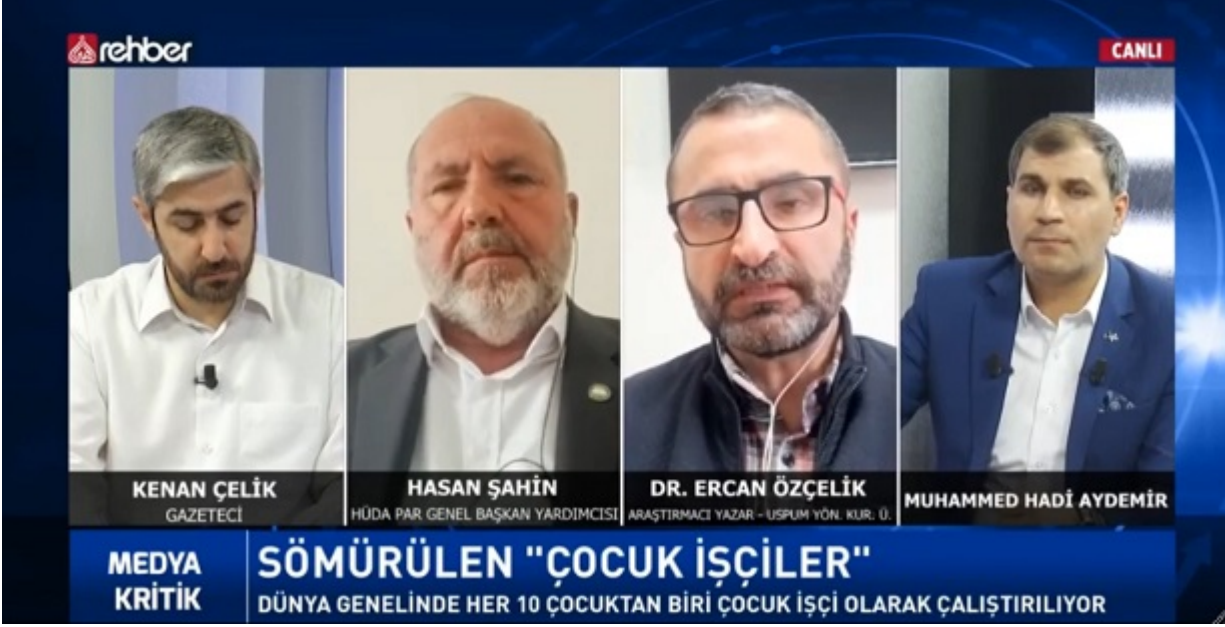 rehber
CANLI
KENAN ÇELİK
GAZETECİ
HASAN ŞAHİN
HÜDA PAR GENEL BAŞKAN YARDIMCISI
DR. ERCAN ÖZÇELİK
ARAŞTIRMACI YAZAR - USPUM YÖN. KUR. Ü.
MUHAMMED HADİ AYDEMİR
MEDYA
KRİTİK
SÖMÜRÜLEN "ÇOCUK İŞÇİLER"
DÜNYA GENELİNDE HER 10 ÇOCUKTAN BİRİ ÇOCUK İŞÇİ OLARAK ÇALIŞTIRILIYOR